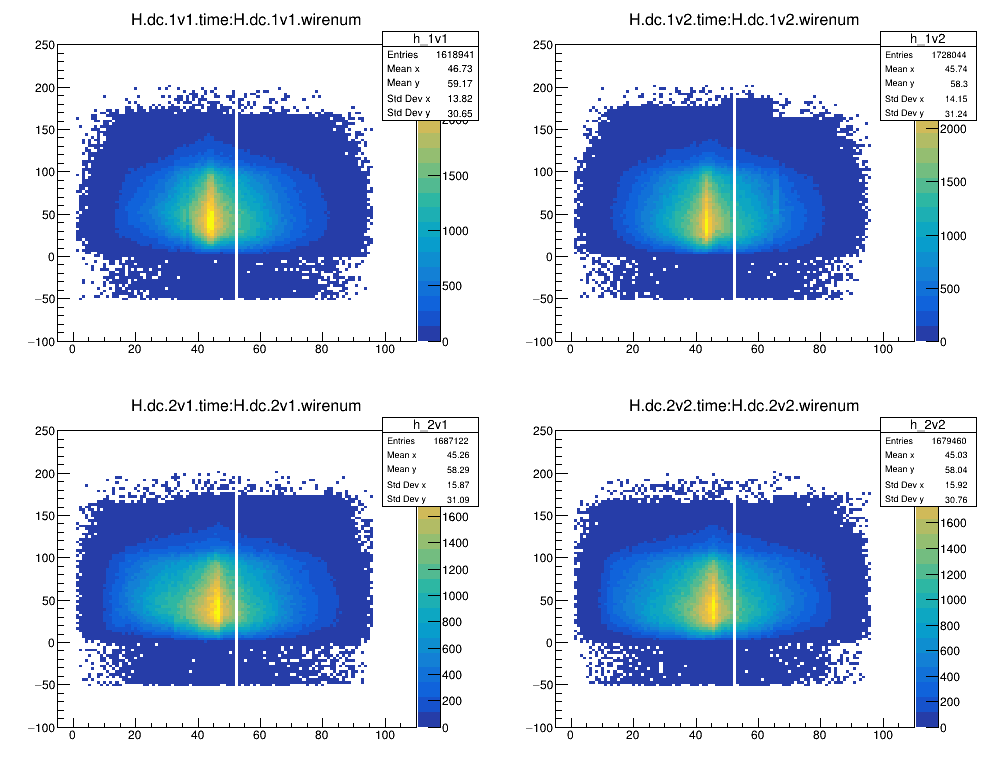 H.dc.1v1.time:H.dc.1v1.wirenum
h_1v1
Entries 1618941
Mean x 46.73
Mean y 59.17
Std Dev x 13.82
Std Dev y 30.65
250
200
150
100
50
0
−50
−100
0 20 40 60 80 100
2000
1500
1000
500
0
H.dc.1v2.time:H.dc.1v2.wirenum
h_1v2
Entries 1728044
Mean x 45.74
Mean y 58.3
Std Dev x 14.15
Std Dev y 31.24
250
200
150
100
50
0
−50
−100
0 20 40 60 80 100
2000
1500
1000
500
0
H.dc.2v1.time:H.dc.2v1.wirenum
h_2v1
Entries 1687122
Mean x 45.26
Mean y 58.29
Std Dev x 15.87
Std Dev y 31.09
250
200
150
100
50
0
−50
−100
0 20 40 60 80 100
1600
1400
1200
1000
800
600
400
200
0
H.dc.2v2.time:H.dc.2v2.wirenum
h_2v2
Entries 1679460
Mean x 45.03
Mean y 58.04
Std Dev x 15.92
Std Dev y 30.76
250
200
150
100
50
0
−50
−100
0 20 40 60 80 100
1600
1400
1200
1000
800
600
400
200
0